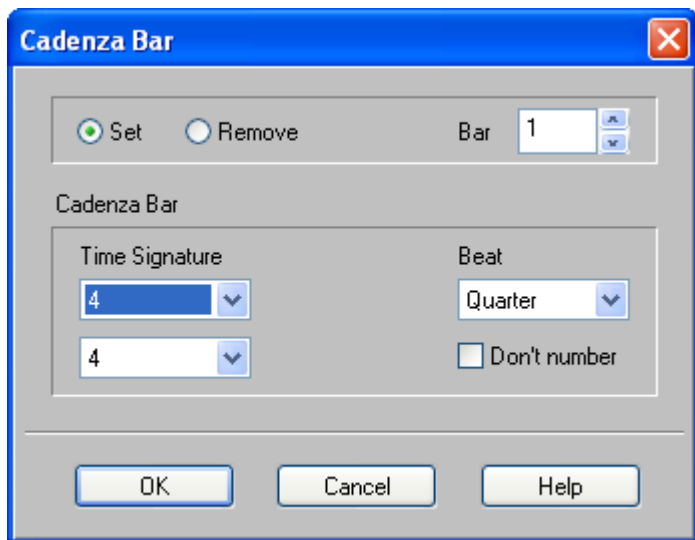 Cadenza Bar
Set Remove Bar 1
Cadenza Bar
Time Signature Beat
4 Quarter
4 Don't number
OK Cancel Help